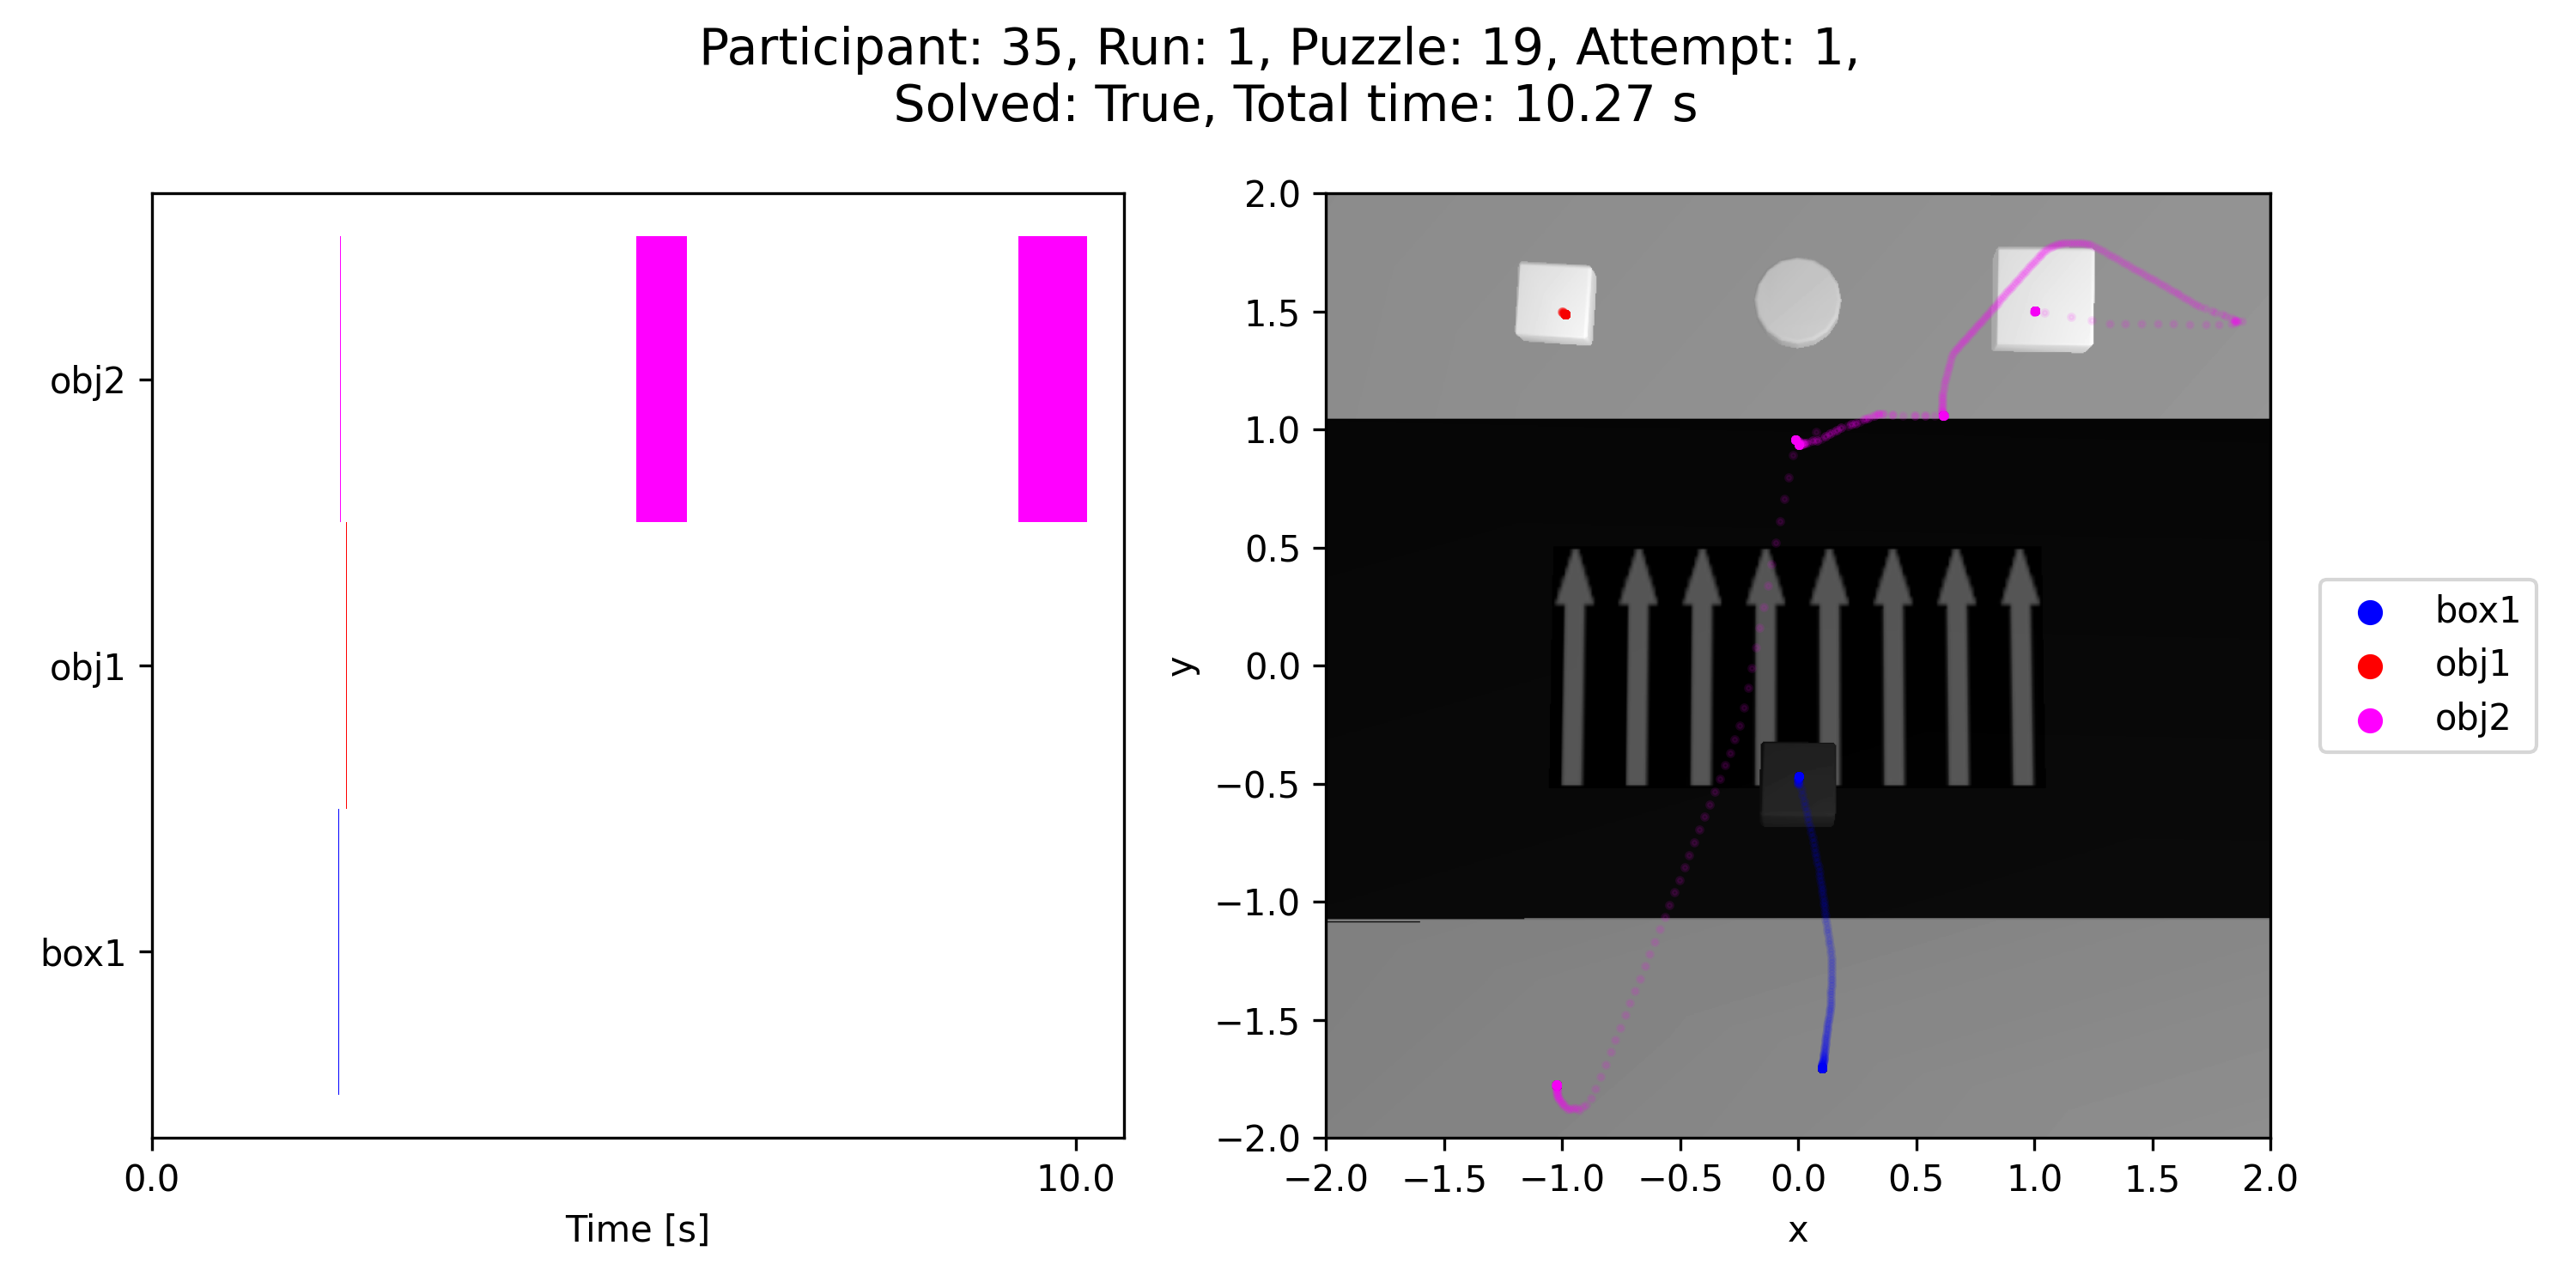 Participant: 35, Run: 1, Puzzle: 19, Attempt: 1,
Solved: True, Total time: 10.27 s
obj2
obj1
box1
0.0
10.0
Time [s]
y
2.0
1.5
1.0
0.5
0.0
−0.5
−1.0
−1.5
−2.0
−2.0
−1.5
−1.0
−0.5
0.0
0.5
1.0
1.5
2.0
x
box1
obj1
obj2